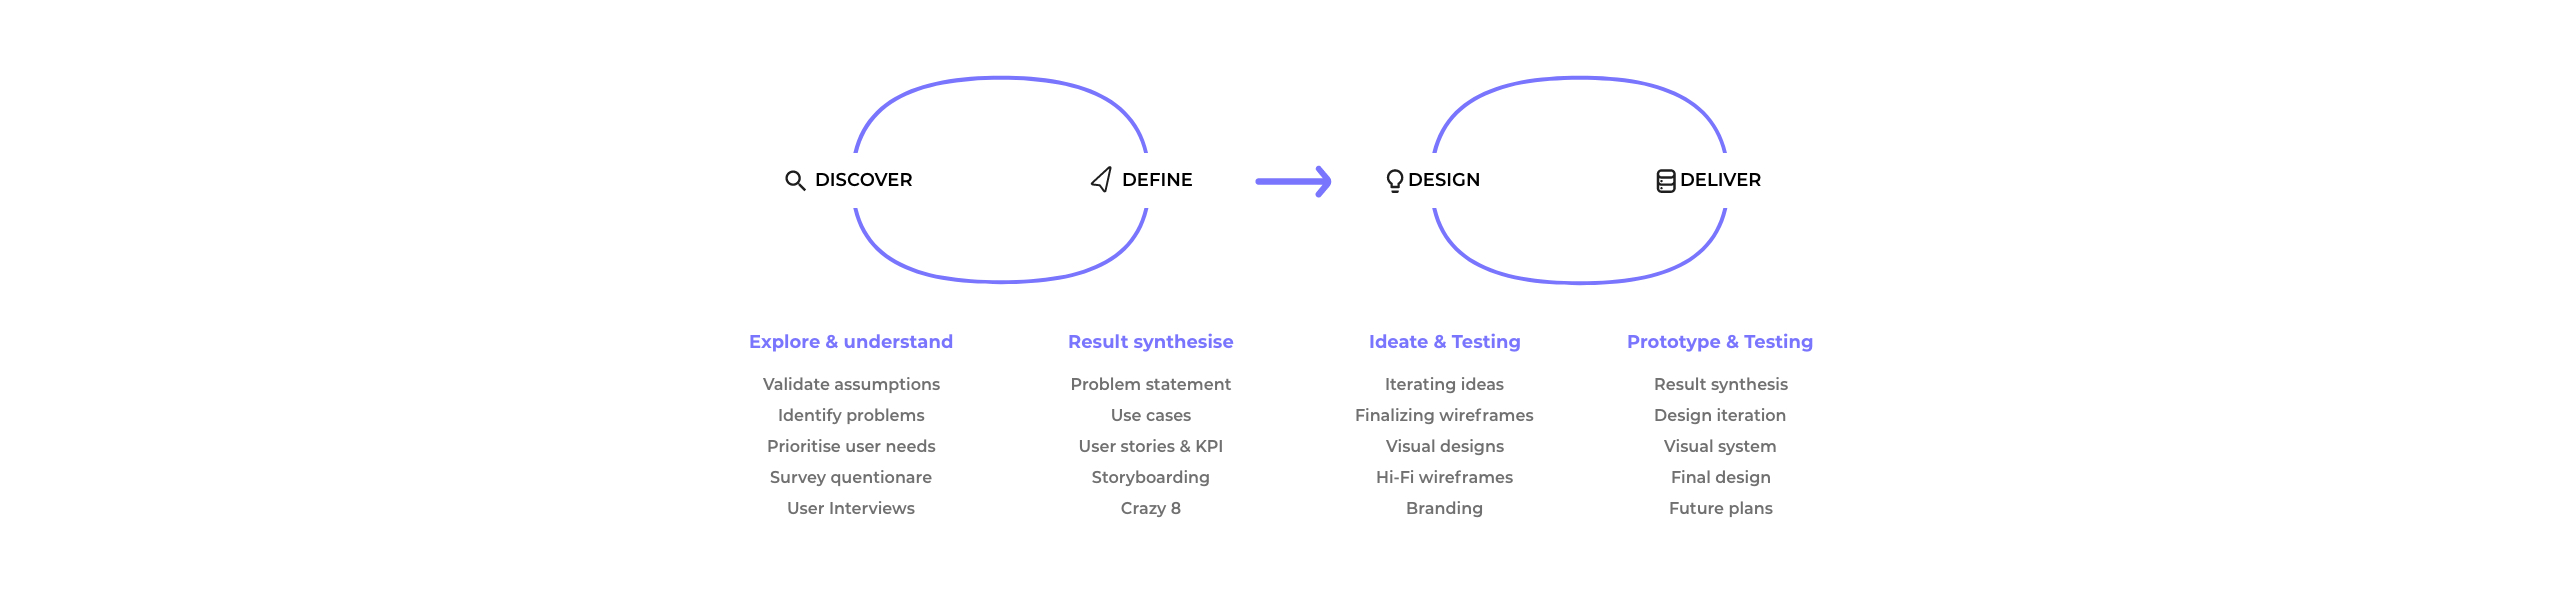 DISCOVER
DEFINE
DESIGN
DELIVER
Explore & understand
Validate assumptions
Identify problems
Prioritise user needs
Survey quentionare
User Interviews
Result synthesise
Problem statement
Use cases
User stories & KPI
Storyboarding
Crazy 8
Ideate & Testing
Iterating ideas
Finalizing wireframes
Visual designs
Hi-Fi wireframes
Branding
Prototype & Testing
Result synthesis
Design iteration
Visual system
Final design
Future plans